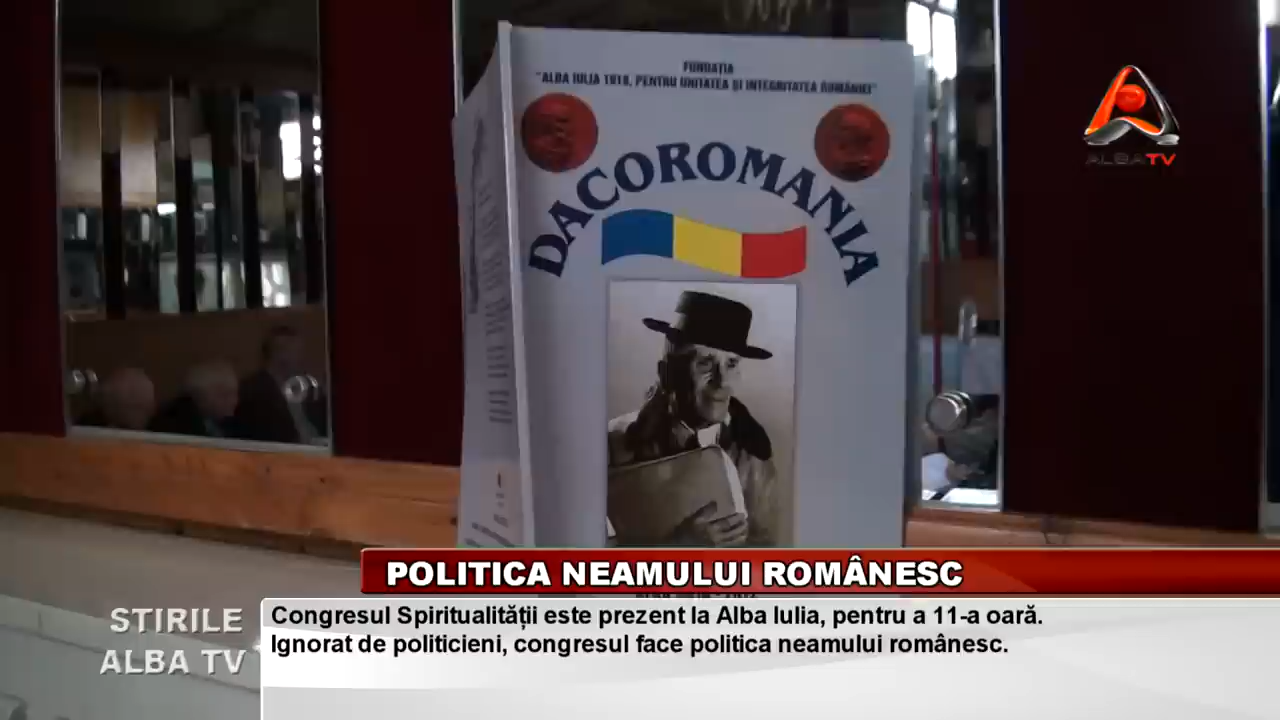 FUNDAȚIA
"ALBA IULIA 1918, PENTRU UNITATEA ȘI INTEGRITATEA ROMÂNIEI"
DACOROMANIA
ALBA TV
POLITICA NEAMULUI ROMÂNESC
STIRILE
ALBA TV
Congresul Spiritualității este prezent la Alba Iulia, pentru a 11-a oară.
Ignorat de politicieni, congresul face politica neamului românesc.